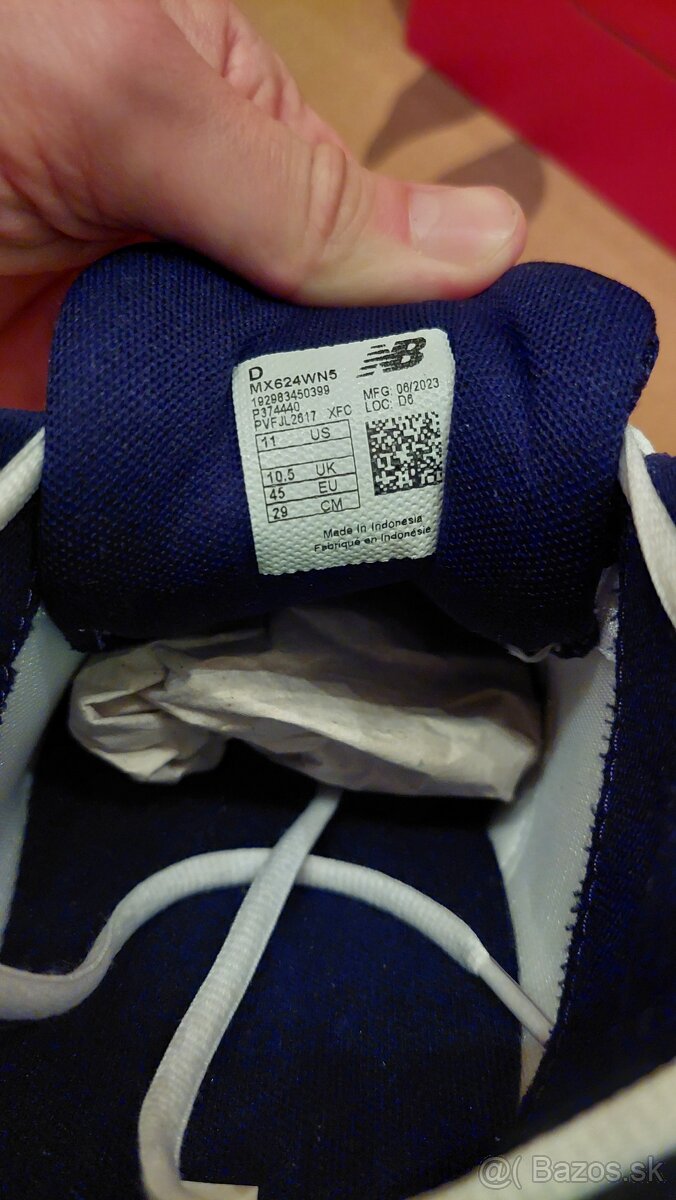 D
MX624WN5
192983450399
P374440
PVFJL2617 XFC
11 US
10.5 UK
45 EU
29 CM
NB
MFG: 06/2023
LOC: D6
Made in Indonesia
Fabriqué en Indonésie
@( Bazos.sk